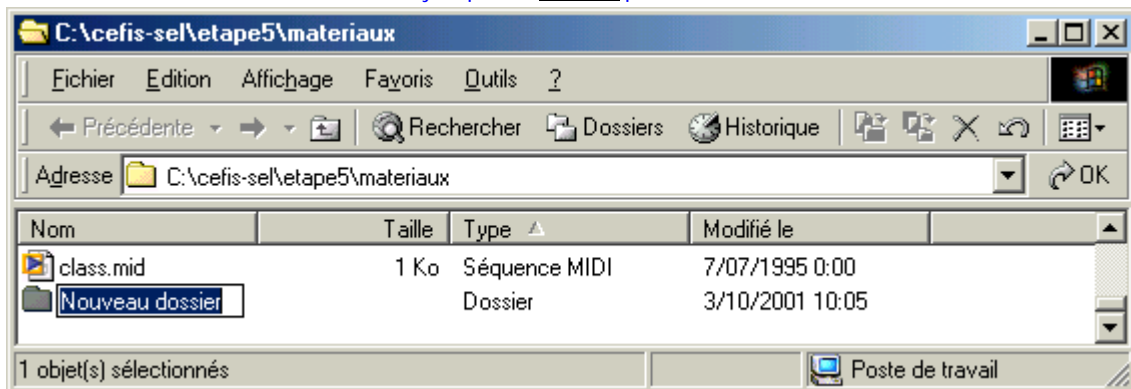 C:\cefis-sel\etape5\materiaux
Fichier Edition Affichage Favoris Outils ?
Précédente Rechercher Dossiers Historique
Adresse C:\cefis-sel\etape5\materiaux OK
Nom Taille Type Modifié le
class.mid 1 Ko Séquence MIDI 7/07/1995 0:00
Nouveau dossier Dossier 3/10/2001 10:05
1 objet(s) sélectionnés Poste de travail